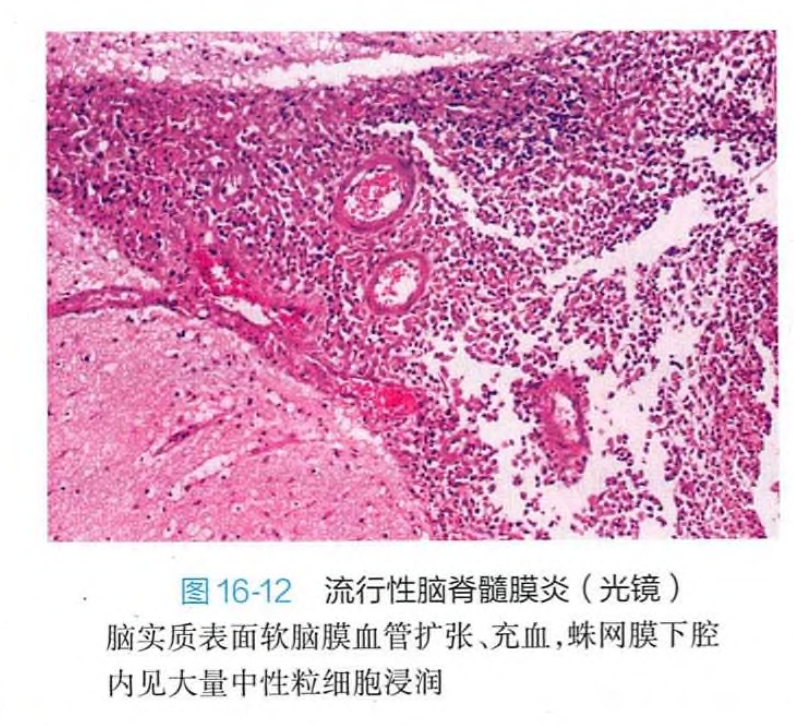 图16-12 流行性脑脊髓膜炎（光镜）
脑实质表面软脑膜血管扩张、充血,蛛网膜下腔
内见大量中性粒细胞浸润